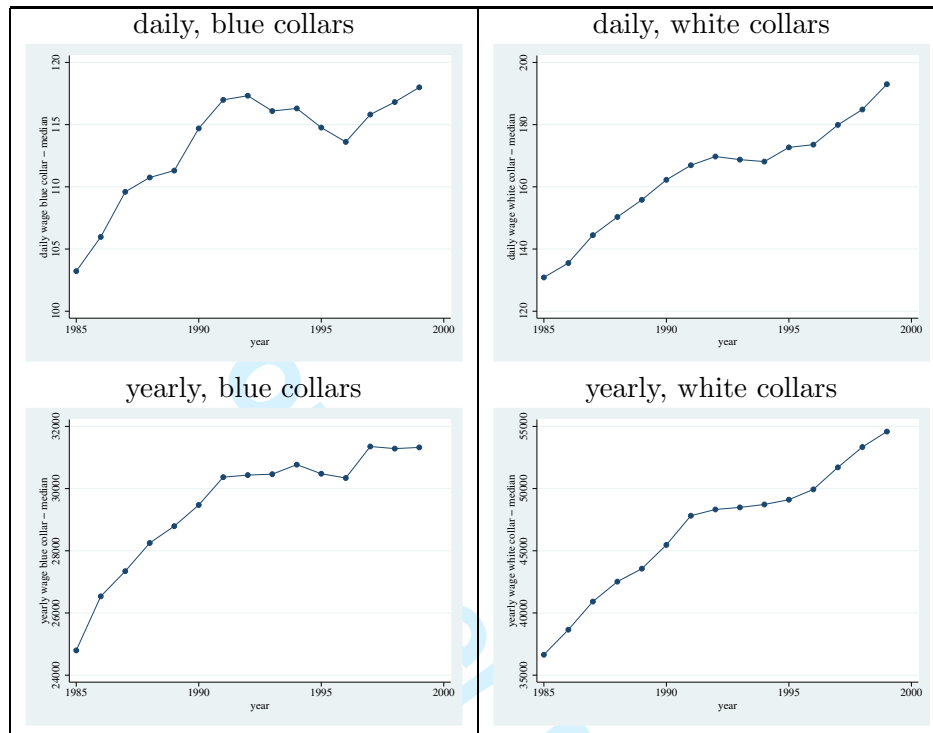 daily, blue collars
daily wage blue collar – median
120
115
110
105
100
1985 1990 1995 2000
year
daily, white collars
daily wage white collar – median
200
180
160
140
120
1985 1990 1995 2000
year
yearly, blue collars
yearly wage blue collar – median
32000
30000
28000
26000
24000
1985 1990 1995 2000
year
yearly, white collars
yearly wage white collar – median
55000
50000
45000
40000
35000
1985 1990 1995 2000
year